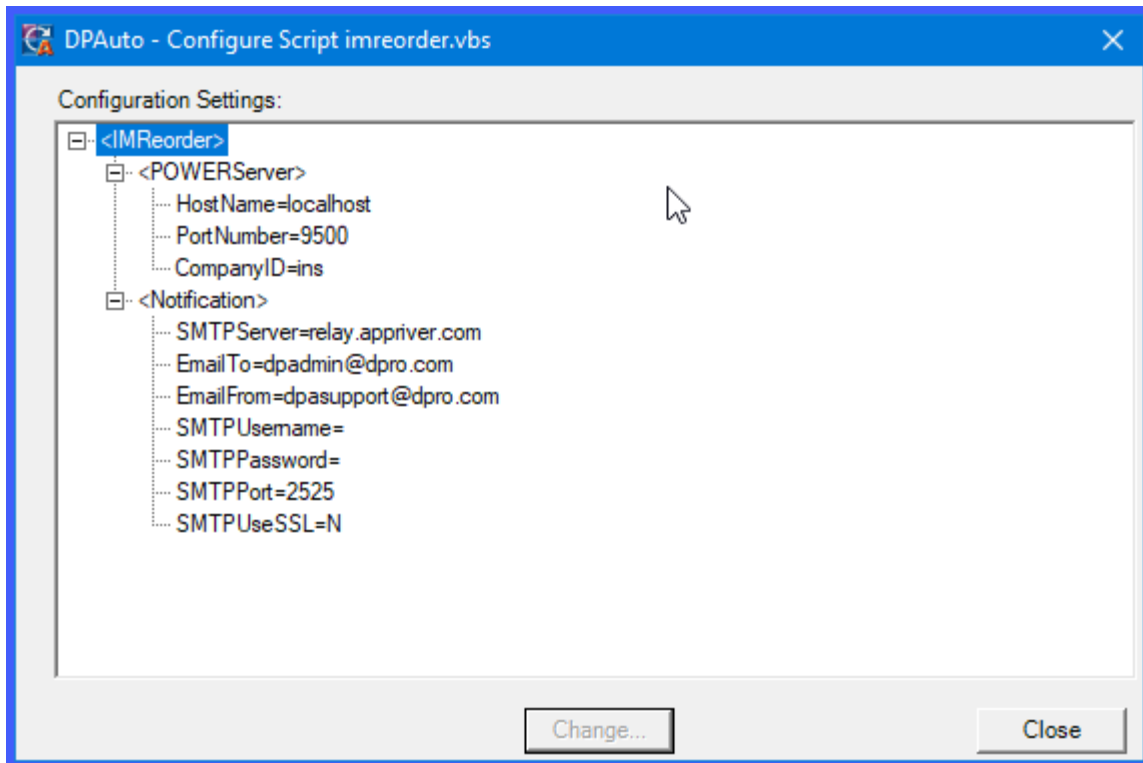 DPAuto - Configure Script imreorder.vbs
Configuration Settings:
<IMReorder>
<POWERServer>
HostName=localhost
PortNumber=9500
CompanyID=ins
<Notification>
SMTPServer=relay.appriver.com
EmailTo=dpadmin@dpro.com
EmailFrom=dpasupport@dpro.com
SMTPUsername=
SMTPPassword=
SMTPPort=2525
SMTPUseSSL=N
Change...
Close